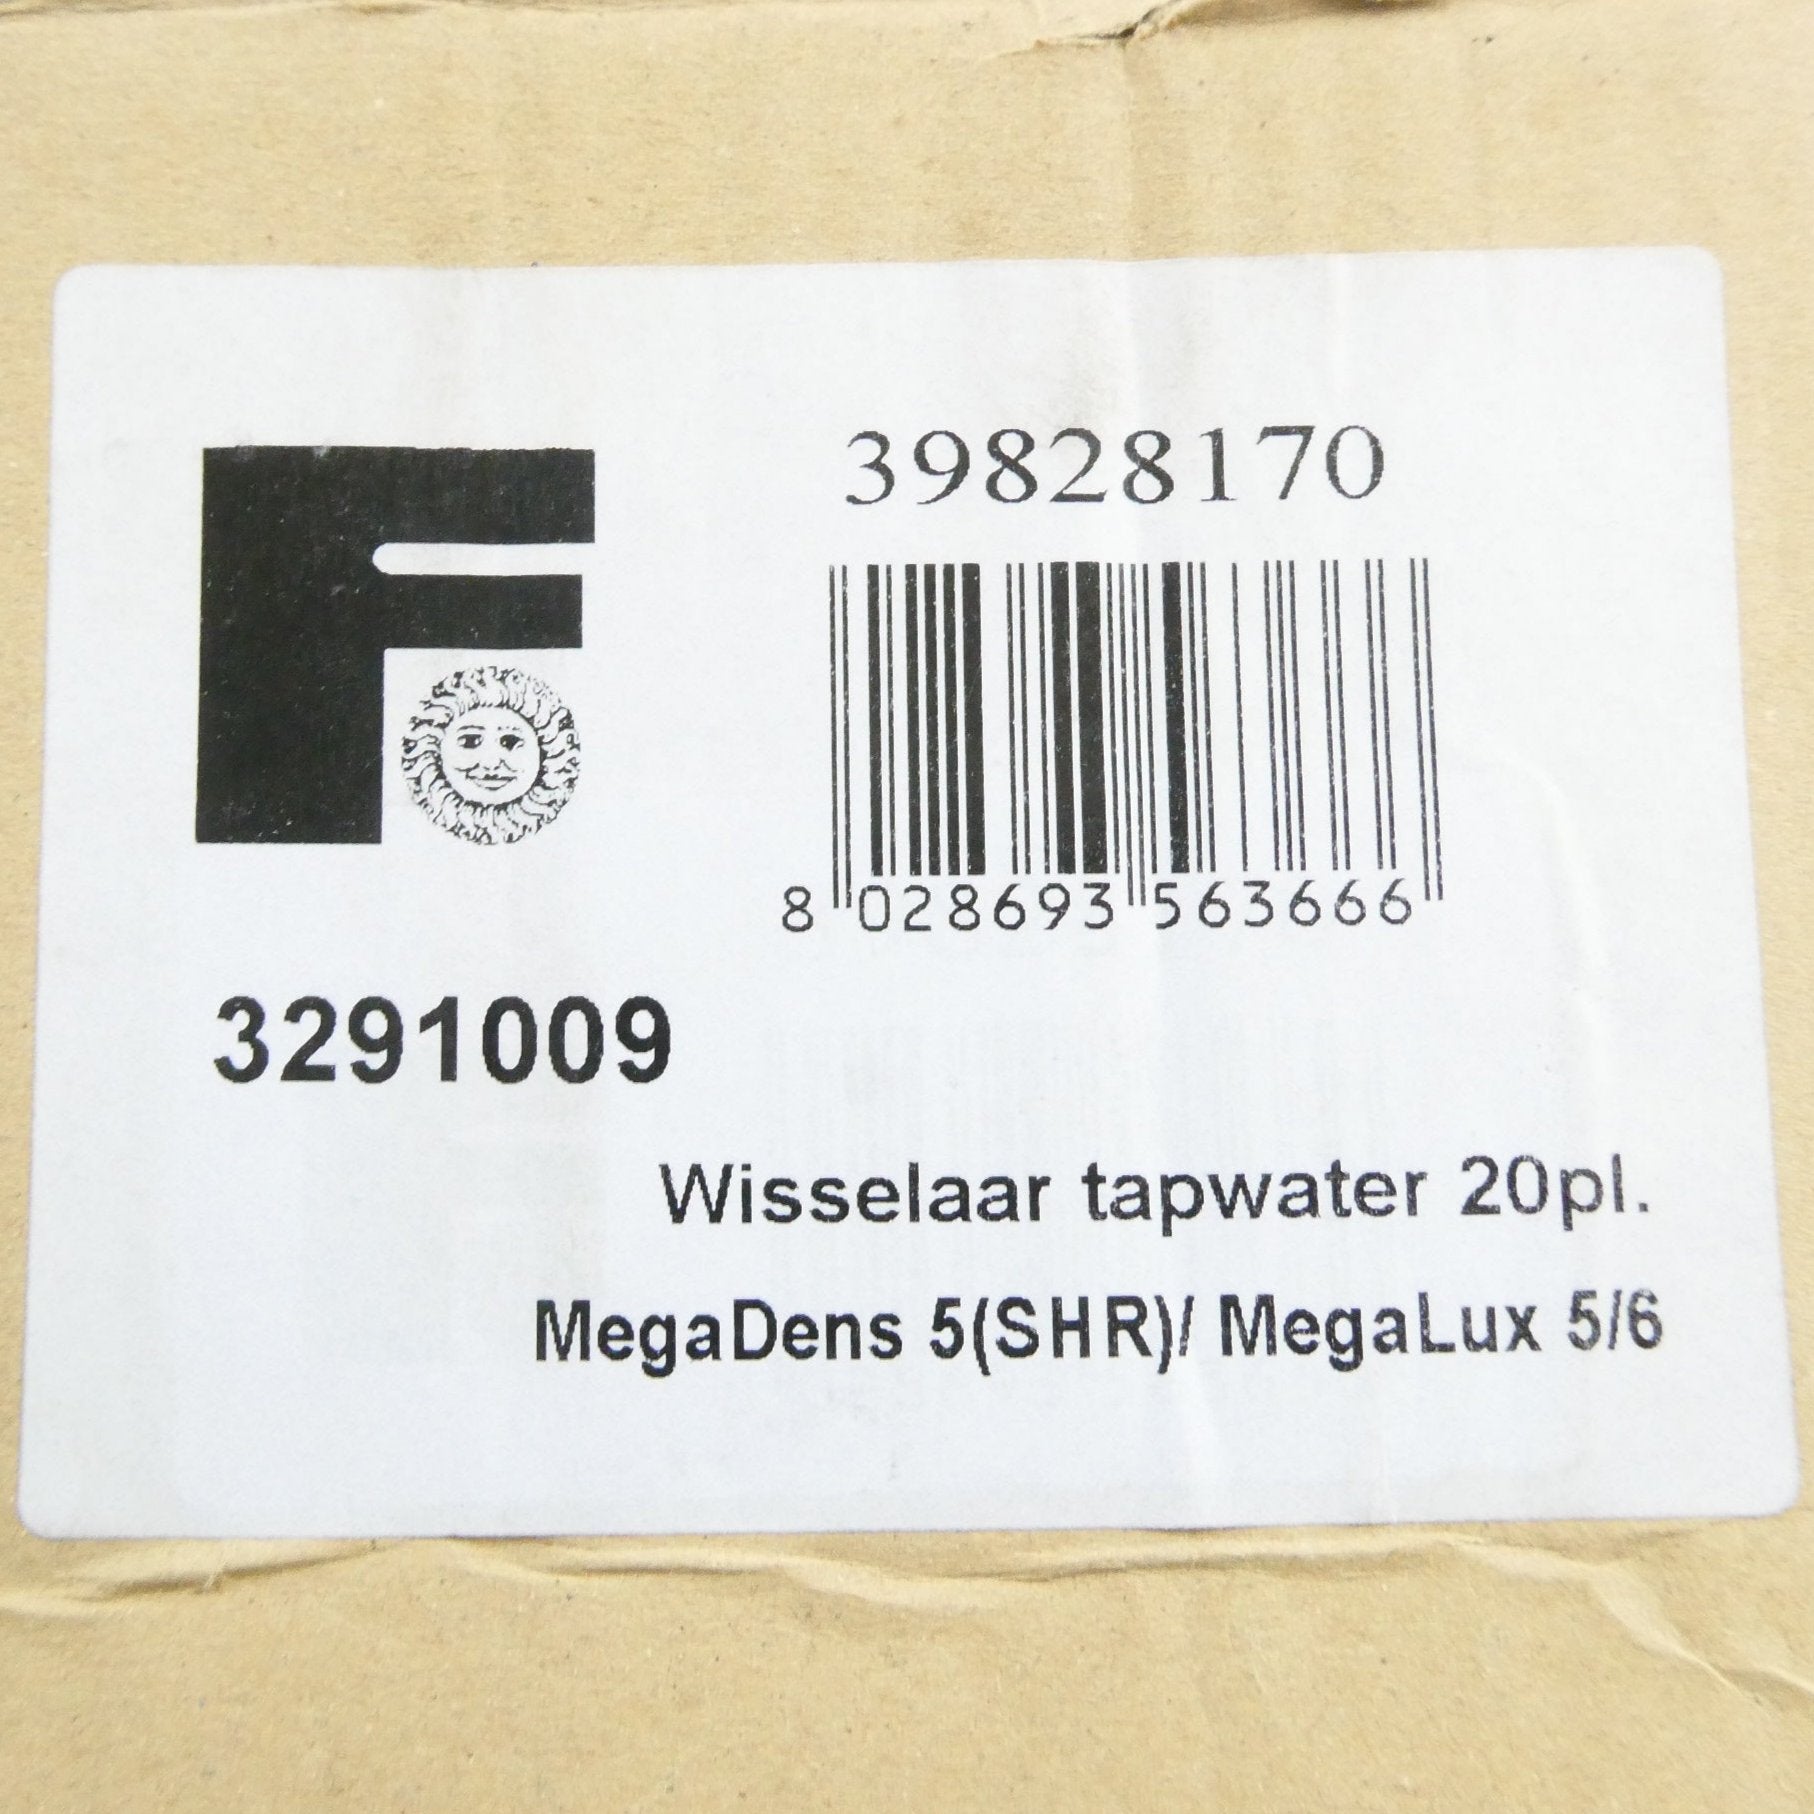 F
39828170
8 028693 563666
3291009
Wisselaar tapwater 20pl.
MegaDens 5(SHR)/ MegaLux 5/6